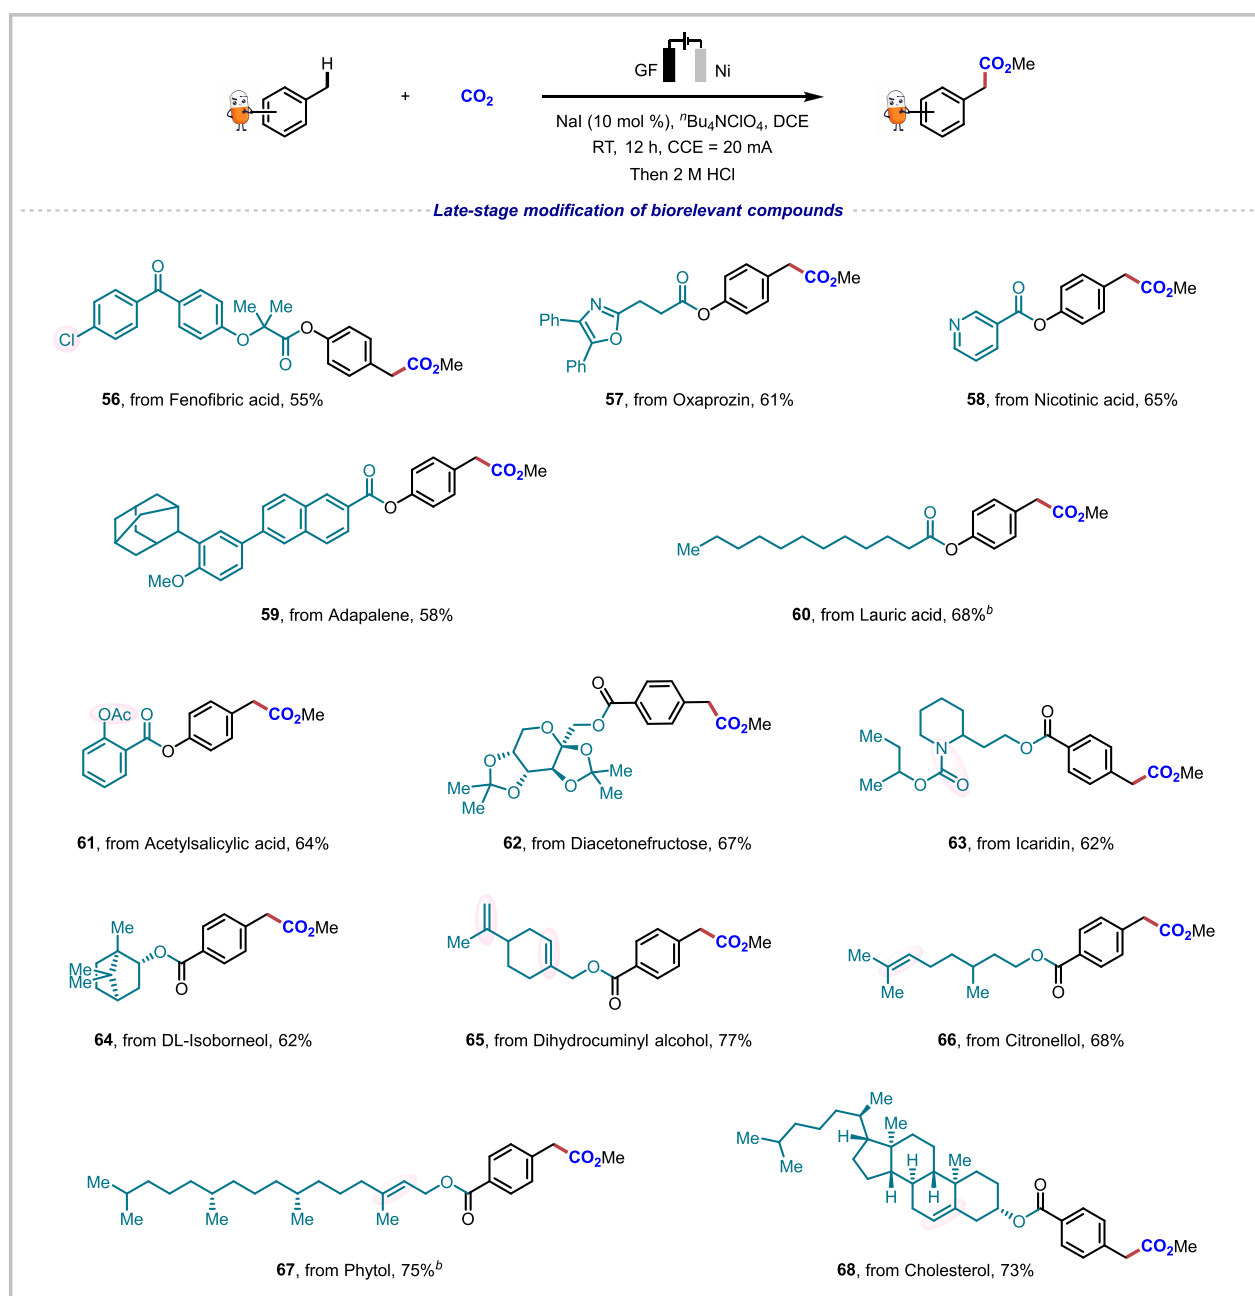 H
GF Ni
CO2Me
+ CO2
NaI (10 mol %), nBu4NClO4, DCE
RT, 12 h, CCE = 20 mA
Then 2 M HCl
Late-stage modification of biorelevant compounds
O Cl O Me Me O O CO2Me
Ph N O Ph O O CO2Me
N O O CO2Me
56, from Fenofibric acid, 55%
57, from Oxaprozin, 61%
58, from Nicotinic acid, 65%
MeO O O CO2Me
Me O O CO2Me
59, from Adapalene, 58%
60, from Lauric acid, 68%b
OAc O O CO2Me
O O O O O O O Me Me Me Me CO2Me
Me Me O O N O O CO2Me
61, from Acetylsalicylic acid, 64%
62, from Diacetonefructose, 67%
63, from Icaridin, 62%
Me Me Me O O CO2Me
Me O O CO2Me
Me Me Me O O CO2Me
64, from DL-Isoborneol, 62%
65, from Dihydrocuminyl alcohol, 77%
66, from Citronellol, 68%
Me Me Me Me Me O O CO2Me
Me Me Me Me Me H H H H O O CO2Me
67, from Phytol, 75%b
68, from Cholesterol, 73%